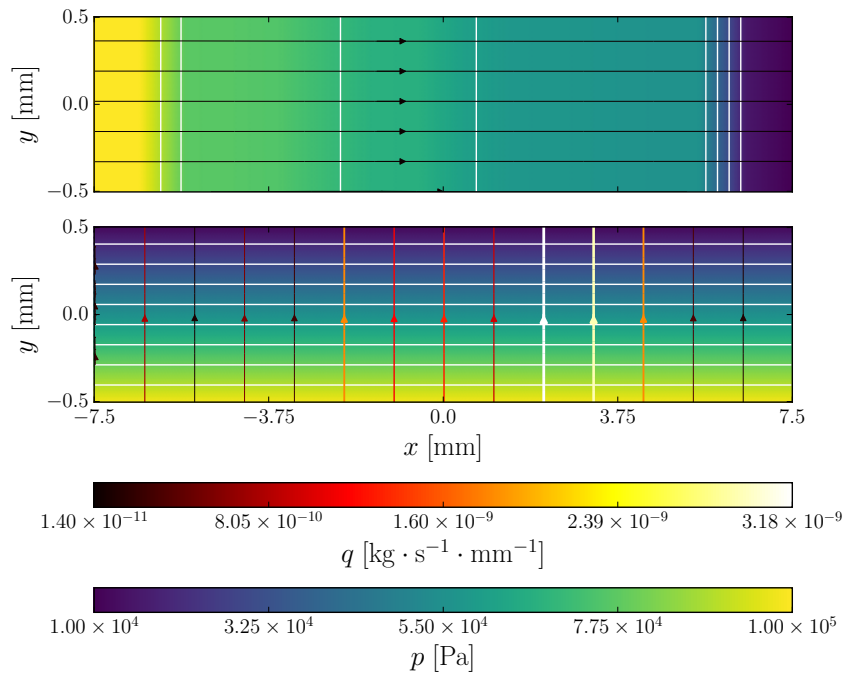 0.5
0.0
−0.5
y [mm]
0.5
0.0
−0.5
y [mm]
−7.5 −3.75 0.0 3.75 7.5
x [mm]
1.40 × 10⁻¹¹ 8.05 × 10⁻¹⁰ 1.60 × 10⁻⁹ 2.39 × 10⁻⁹ 3.18 × 10⁻⁹
q [kg · s⁻¹ · mm⁻¹]
1.00 × 10⁴ 3.25 × 10⁴ 5.50 × 10⁴ 7.75 × 10⁴ 1.00 × 10⁵
p [Pa]